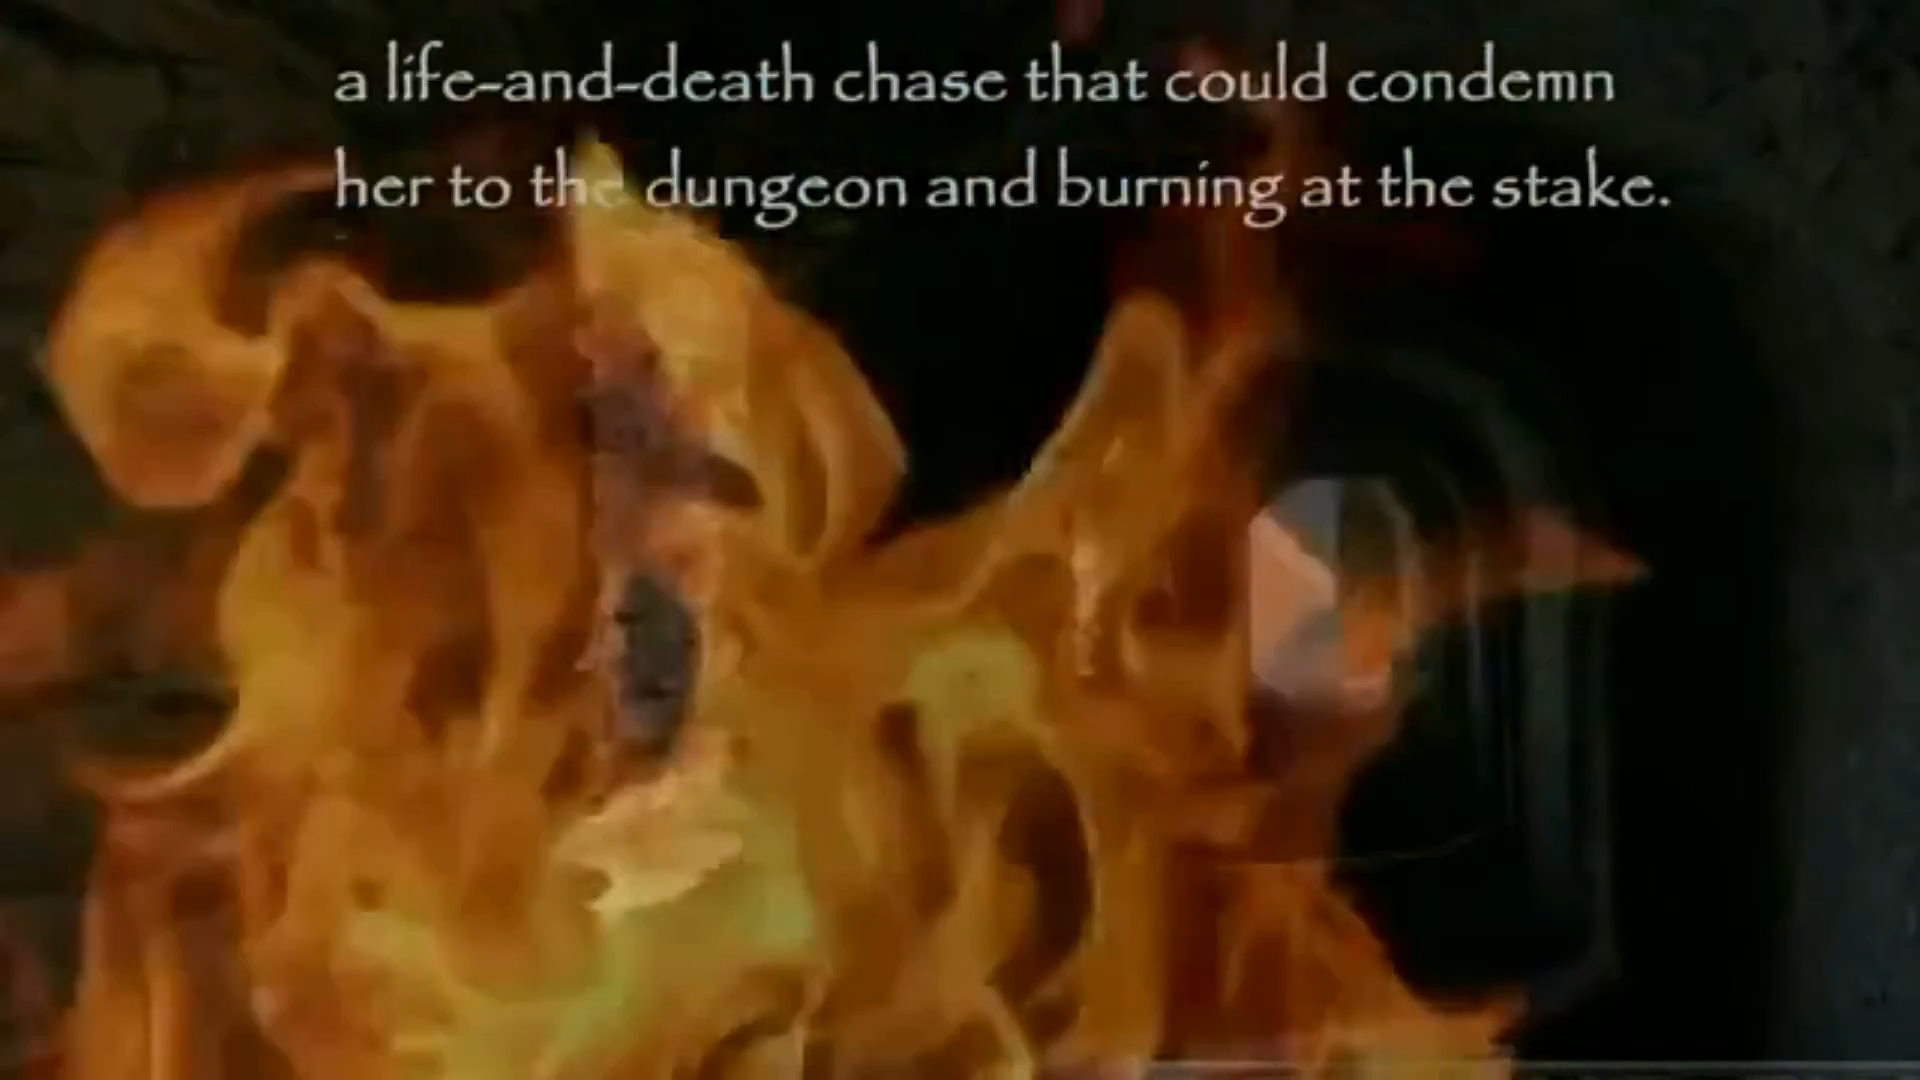 a life-and-death chase that could condemn
her to the dungeon and burning at the stake.